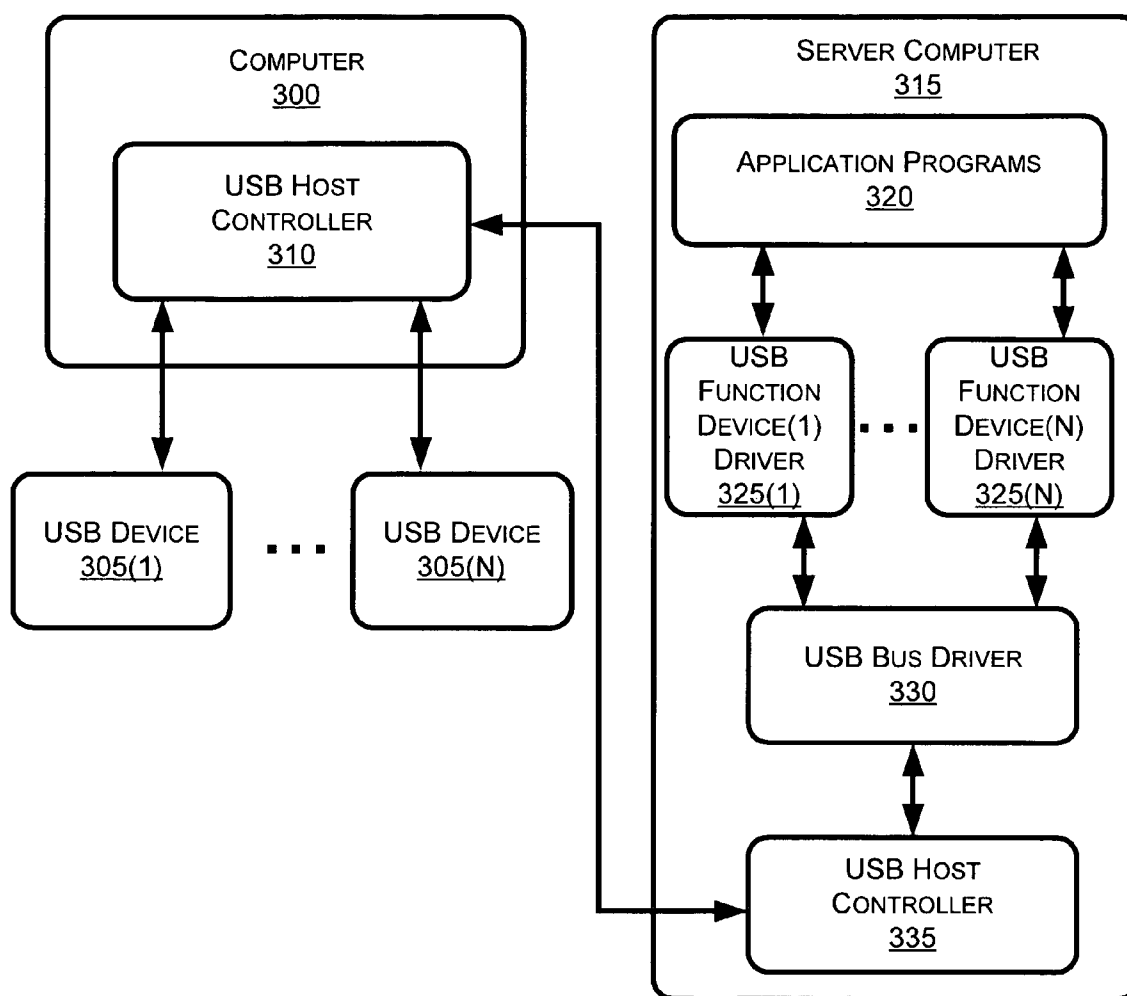 COMPUTER
300
USB HOST
CONTROLLER
310
USB DEVICE
305(1)
USB DEVICE
305(N)
SERVER COMPUTER
315
APPLICATION PROGRAMS
320
USB
FUNCTION
DEVICE(1)
DRIVER
325(1)
USB
FUNCTION
DEVICE(N)
DRIVER
325(N)
USB BUS DRIVER
330
USB HOST
CONTROLLER
335